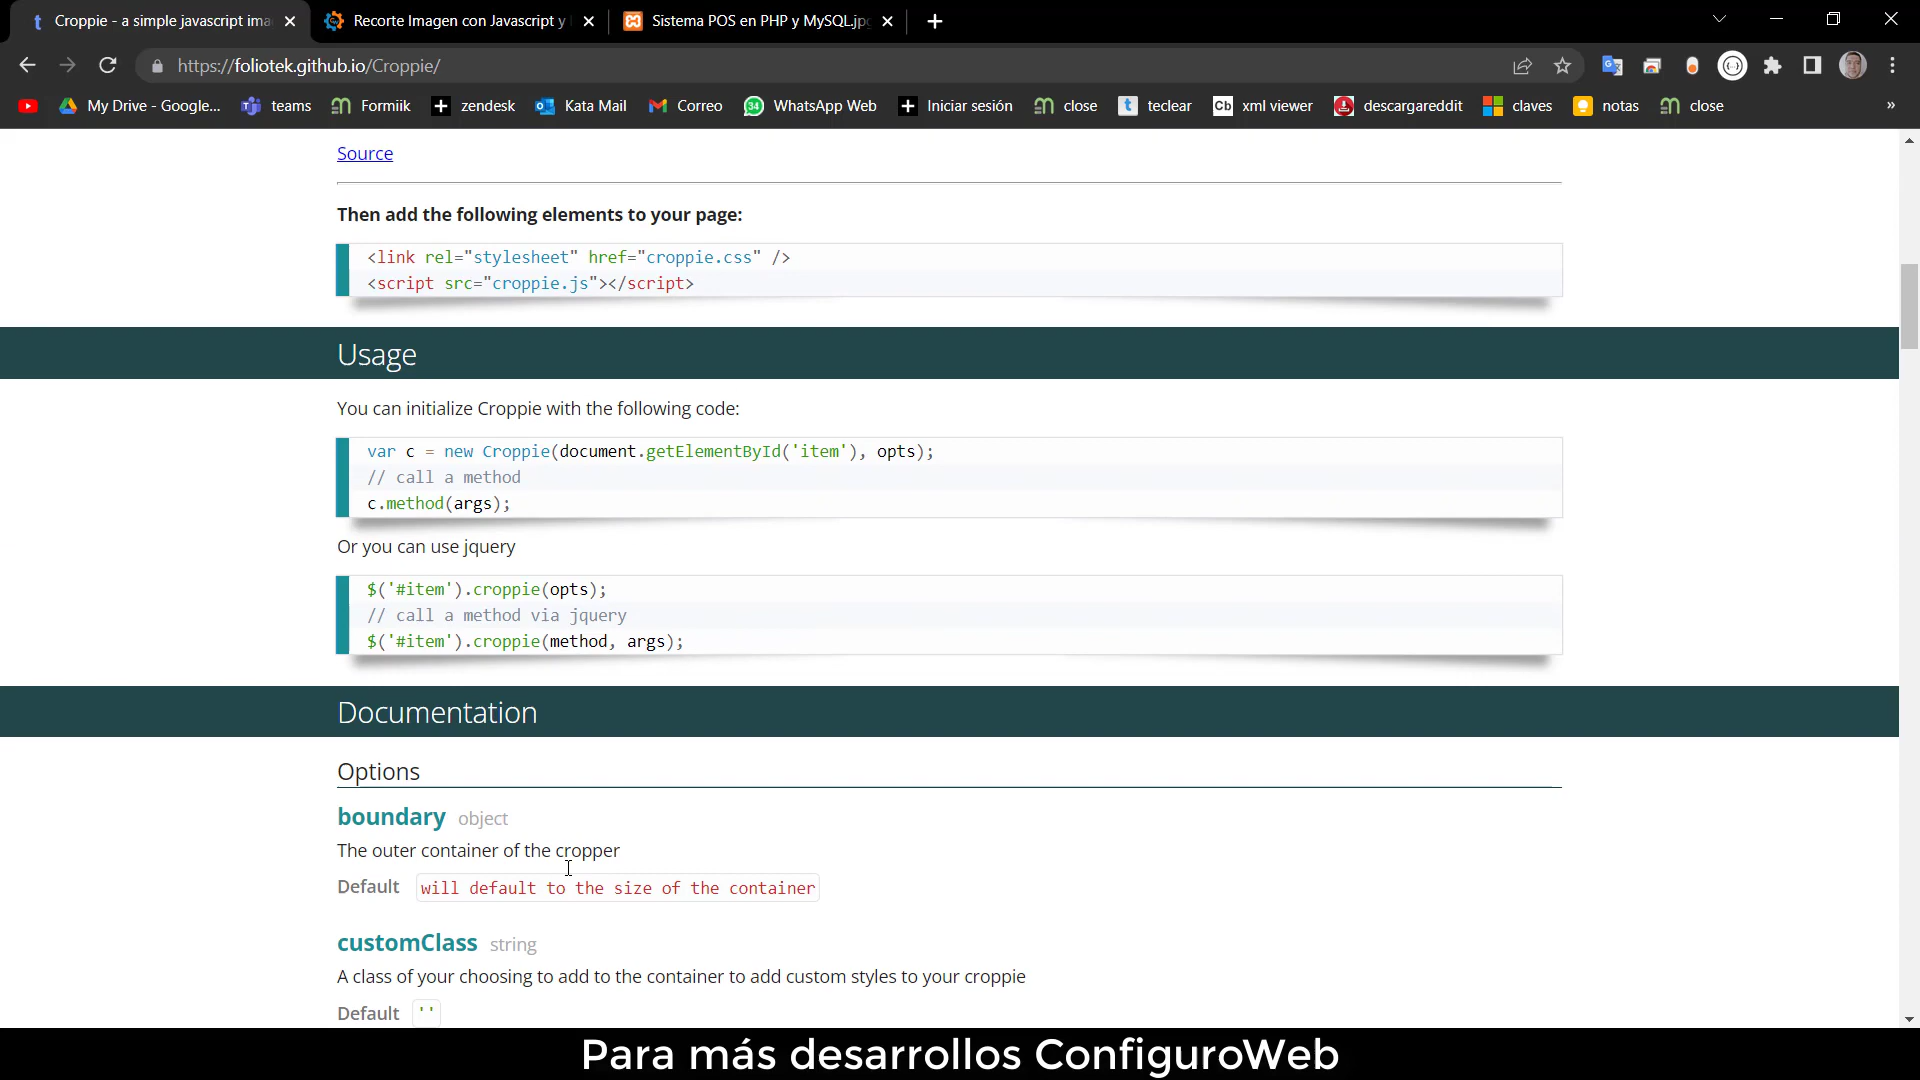 Croppie - a simple javascript ima
Recorte Imagen con Javascript y
Sistema POS en PHP y MySQL.jp
https://foliotek.github.io/Croppie/
My Drive - Google...
teams
Formiik
zendesk
Kata Mail
Correo
34
WhatsApp Web
Iniciar sesión
close
teclear
Cb
xml viewer
descargareddit
claves
notas
close
»
Source
Then add the following elements to your page:
<link rel="stylesheet" href="croppie.css" />
<script src="croppie.js"></script>
Usage
You can initialize Croppie with the following code:
var c = new Croppie(document.getElementById('item'), opts);
// call a method
c.method(args);
Or you can use jquery
$('#item').croppie(opts);
// call a method via jquery
$('#item').croppie(method, args);
Documentation
Options
boundary object
The outer container of the cropper
Default will default to the size of the container
customClass string
A class of your choosing to add to the container to add custom styles to your croppie
Default ''
Para más desarrollos ConfiguroWeb